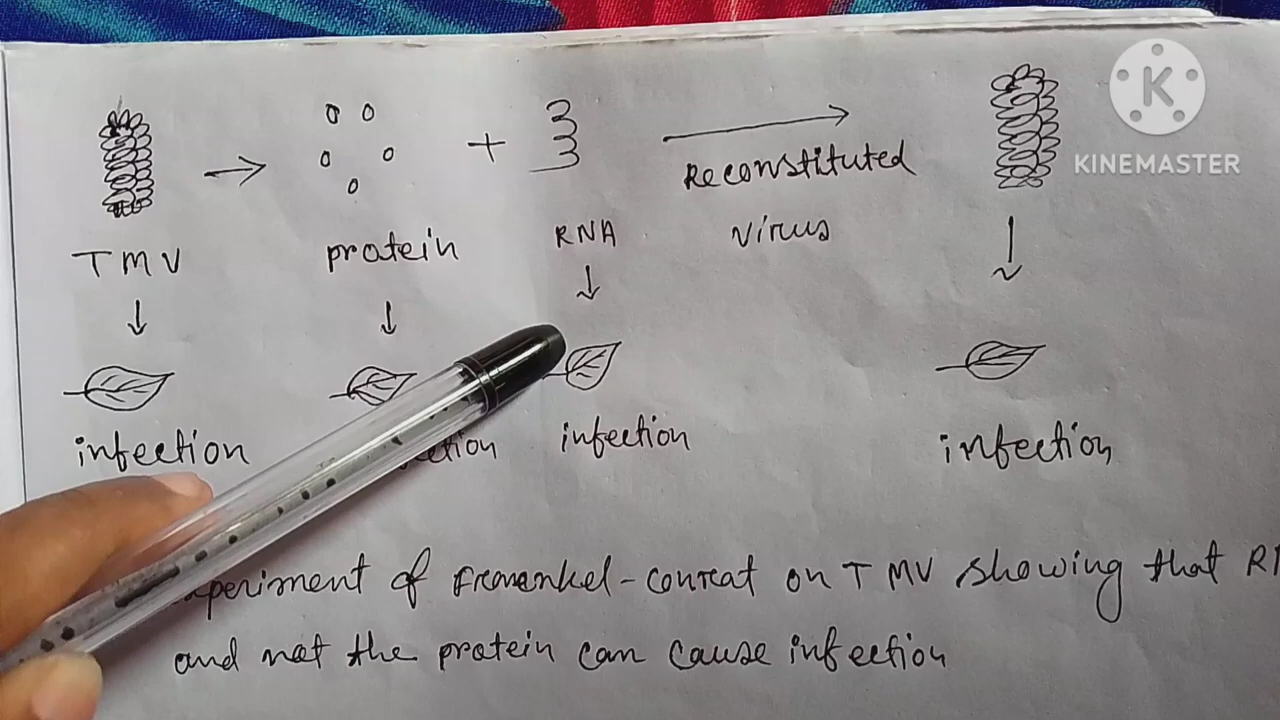 K
KINEMASTER
Reconstituted
virus
TMV
protein
RNA
infection
infection
infection
experiment of Fraenkel-conrat on TMV showing that
and not the protein can cause infection